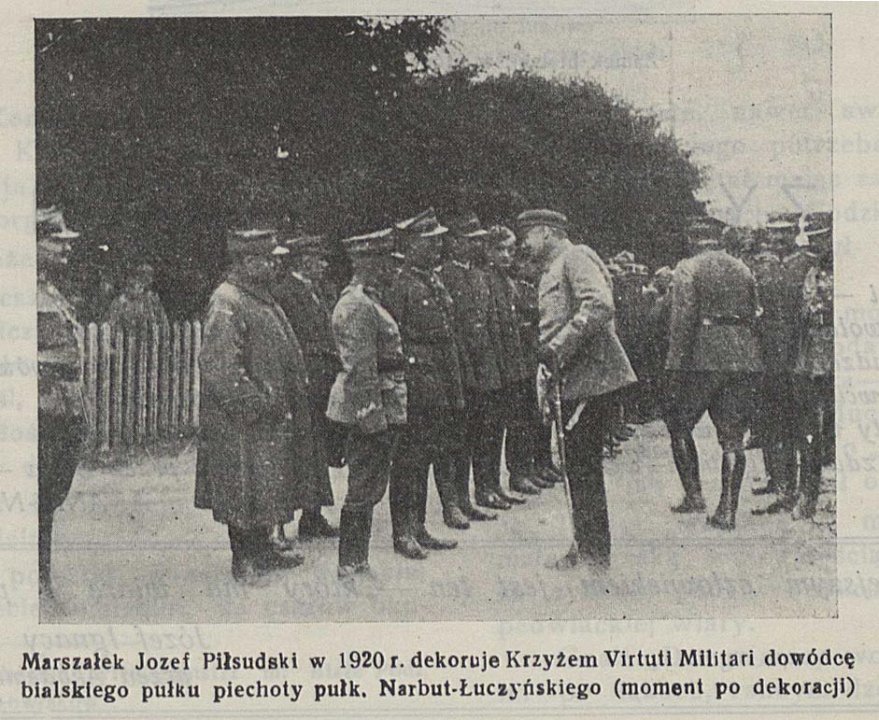 Marszałek Jozef Piłsudski w 1920 r. dekoruje Krzyżem Virtuti Militari dowódcę
bialskiego pułku piechoty pułk. Narbut-Łuczyńskiego (moment po dekoracji)